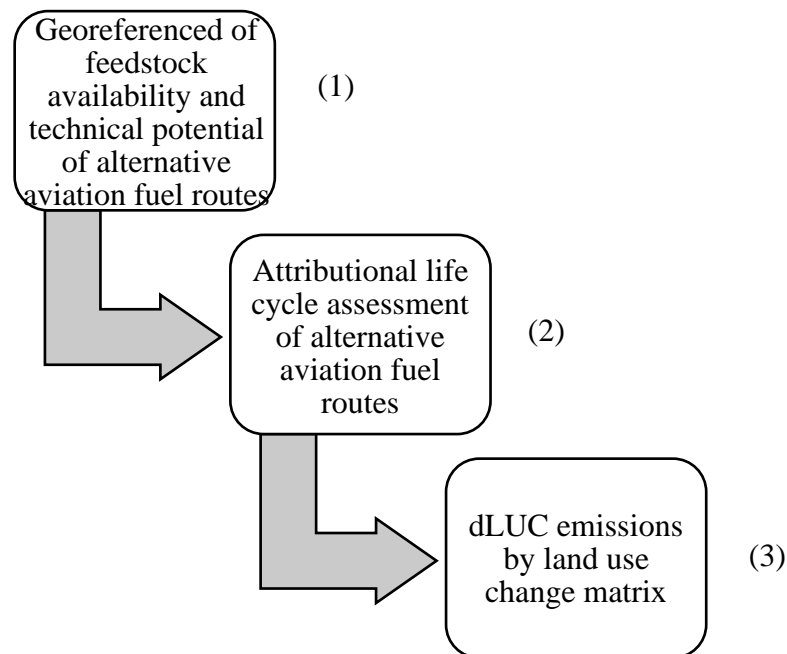 Georeferenced of
feedstock
availability and
technical potential
of alternative
aviation fuel routes
(1)
Attributional life
cycle assessment
of alternative
aviation fuel
routes
(2)
dLUC emissions
by land use
change matrix
(3)